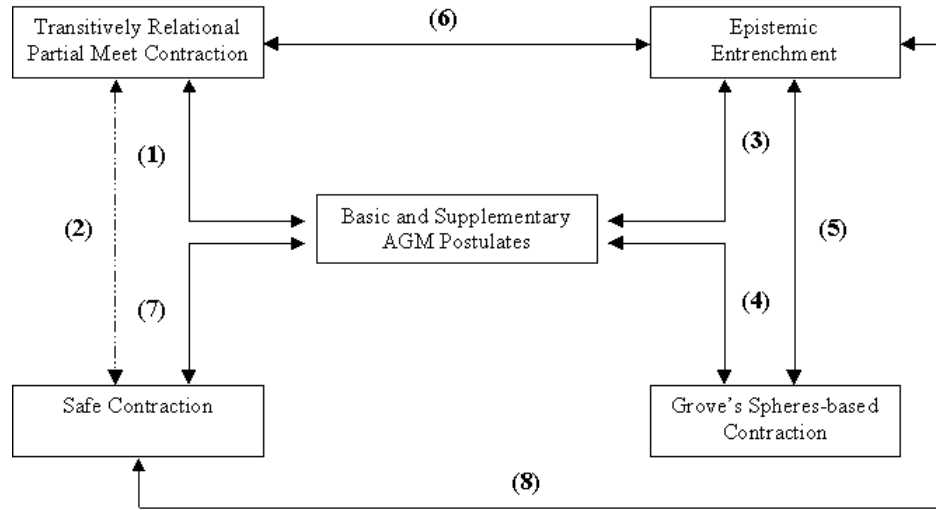 (6)
Transitively Relational
Partial Meet Contraction
Epistemic
Entrenchment
(1)
(3)
(2)
Basic and Supplementary
AGM Postulates
(5)
(7)
(4)
Safe Contraction
Grove's Spheres-based
Contraction
(8)